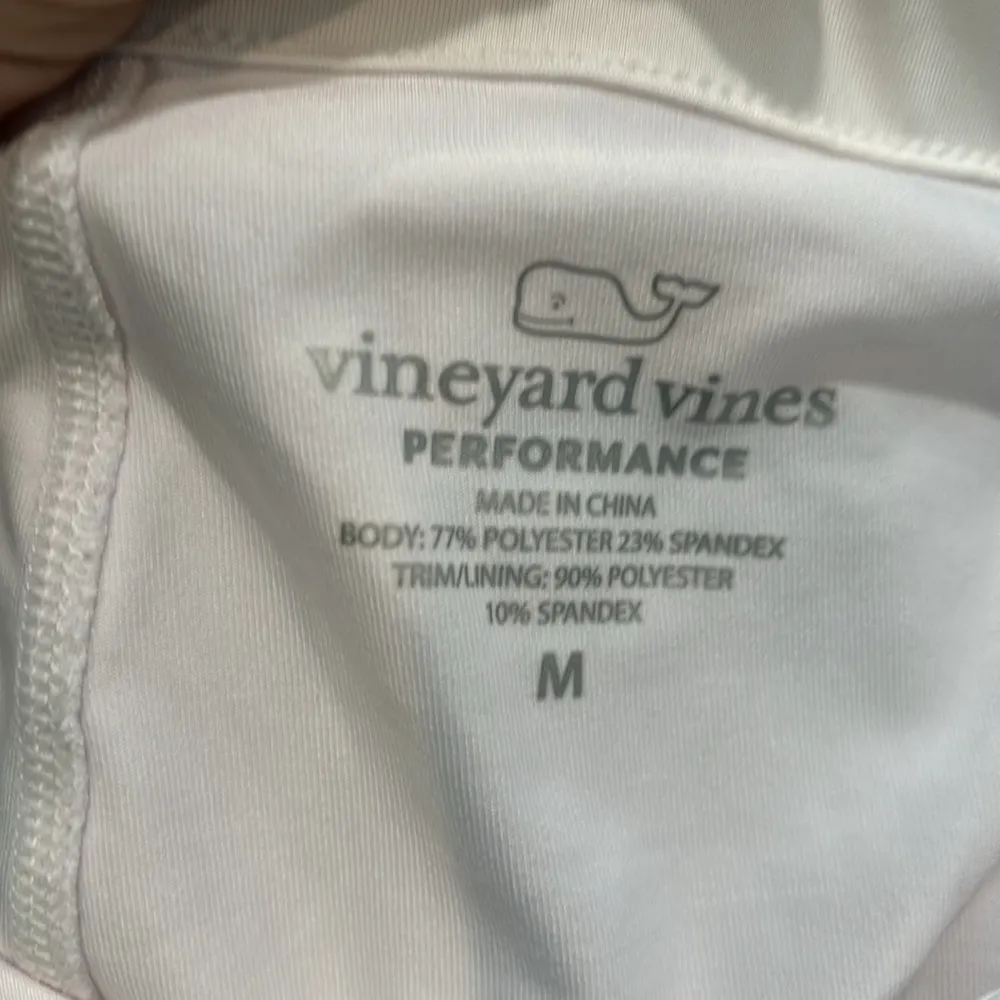 vineyard vines
PERFORMANCE
MADE IN CHINA
BODY: 77% POLYESTER 23% SPANDEX
TRIM/LINING: 90% POLYESTER
10% SPANDEX
M